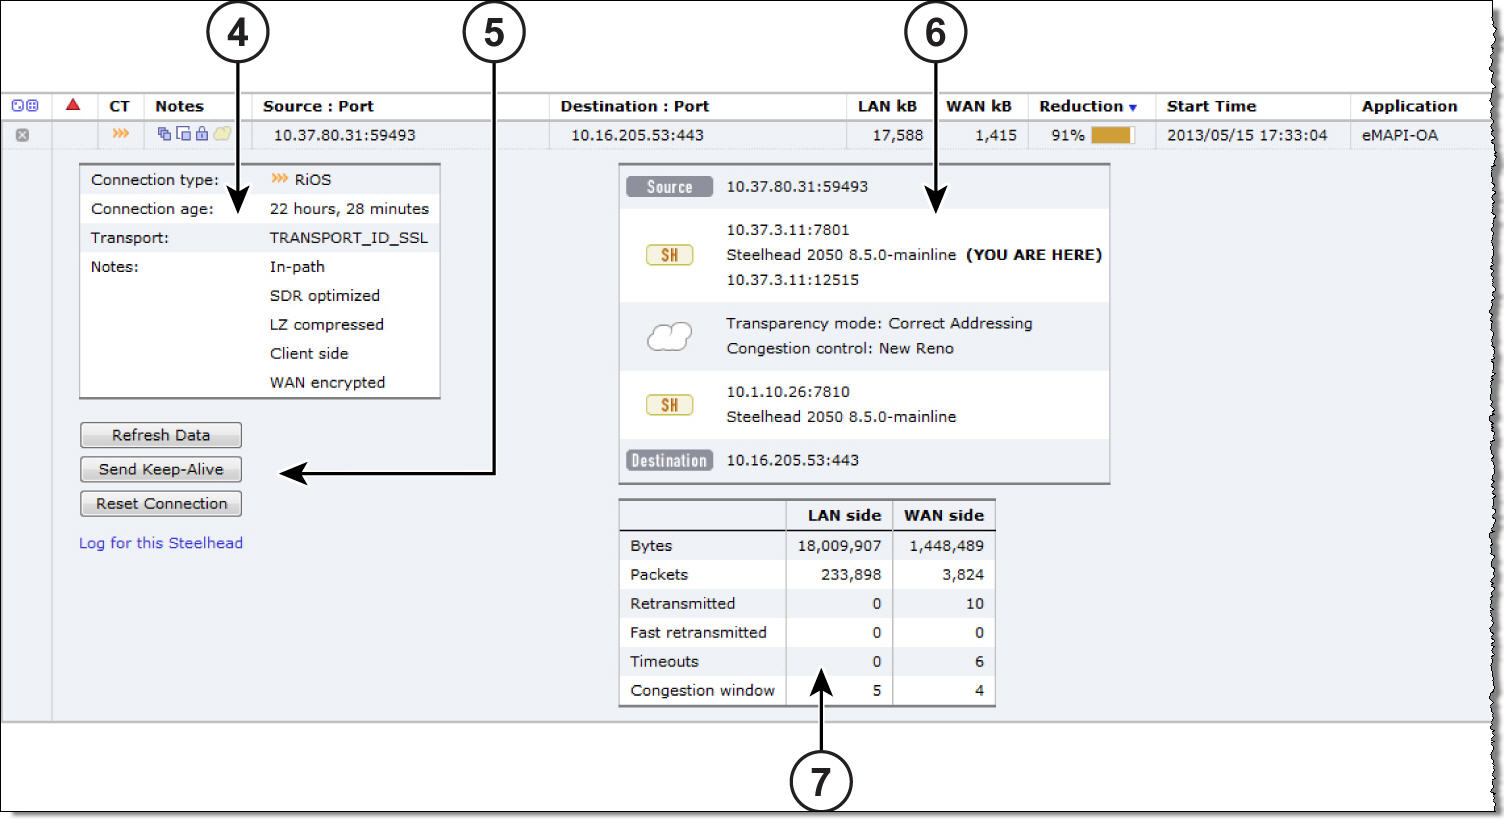 4 5 6
CT Notes Source : Port Destination : Port LAN kB WAN kB Reduction Start Time Application
10.37.80.31:59493 10.16.205.53:443 17,588 1,415 91% 2013/05/15 17:33:04 eMAPI-OA
Connection type: RiOS
Connection age: 22 hours, 28 minutes
Transport: TRANSPORT_ID_SSL
Notes: In-path
SDR optimized
LZ compressed
Client side
WAN encrypted
Refresh Data
Send Keep-Alive
Reset Connection
Log for this Steelhead
Source 10.37.80.31:59493
10.37.3.11:7801
SH Steelhead 2050 8.5.0-mainline (YOU ARE HERE)
10.37.3.11:12515
Transparency mode: Correct Addressing
Congestion control: New Reno
10.1.10.26:7810
SH Steelhead 2050 8.5.0-mainline
Destination 10.16.205.53:443
LAN side WAN side
Bytes 18,009,907 1,448,489
Packets 233,898 3,824
Retransmitted 0 10
Fast retransmitted 0 0
Timeouts 0 6
Congestion window 5 4
7